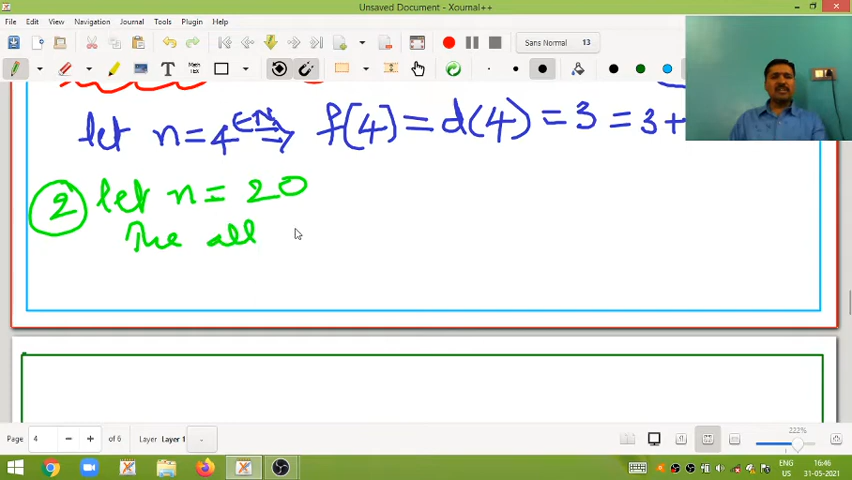 Unsaved Document - Xournal++
File Edit View Navigation Journal Tools Plugin Help
Sans Normal 13
let n=4 ∈N ⟹ f(4) = d(4) = 3 = 3+
2 let n = 20
The all
Page 4 of 6 Layer Layer 1 222%
ENG 16:46
US 31-05-2021